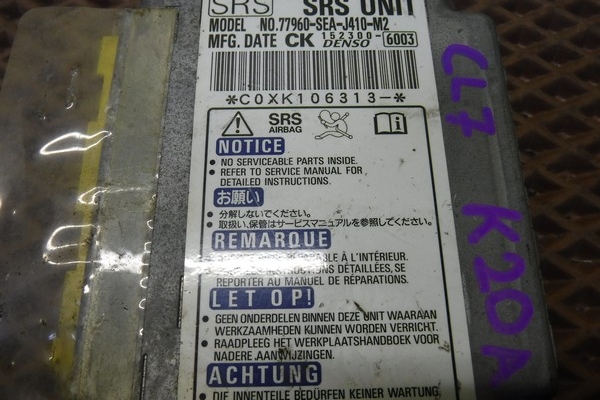 SRS SRS UNIT
MODEL NO.77960-SEA-J410-M2
MFG. DATE CK 152300-6003
DENSO
*C0XK106313-*
SRS
AIRBAG
NOTICE
• NO SERVICEABLE PARTS INSIDE.
• REFER TO SERVICE MANUAL FOR
DETAILED INSTRUCTIONS.
お願い
• 分解しないでください。
• 取扱い、保管はサービスマニュアルを参照してください。
REMARQUE
À L'INTÉRIEUR.
INSTRUCTIONS DÉTAILLÉES, SE
REPORTER AU MANUEL DE RÉPARATIONS.
LET OP!
• GEEN ONDERDELEN BINNEN DEZE UNIT WAARAAN
WERKZAAMHEDEN KUNNEN WORDEN VERRICHT.
• RAADPLEEG HET WERKPLAATSHANDBOEK VOOR
NADERE AANWIJZINGEN.
ACHTUNG
• DIE INNENTEILE BEDÜRFEN KEINER WARTUNG.
CL7 K20A